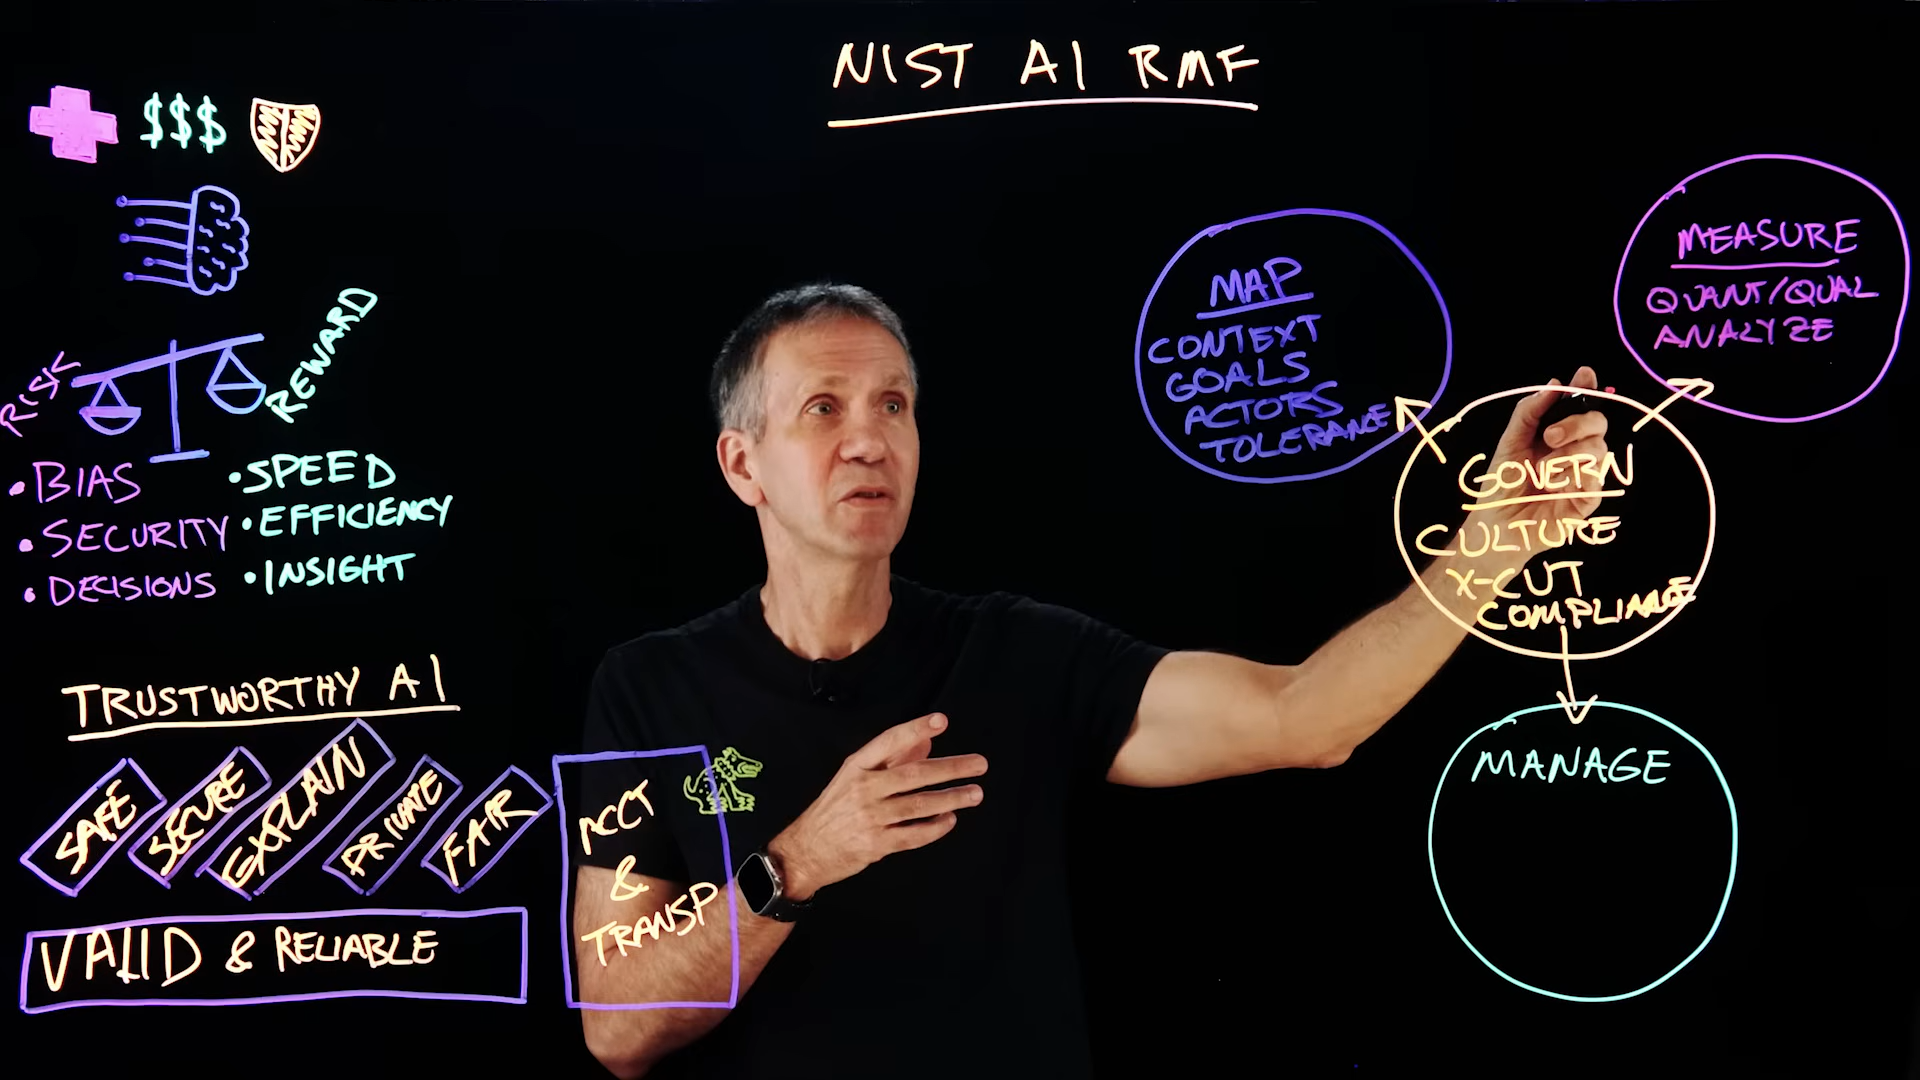 NIST AI RMF
$$$
RISK
REWARD
• BIAS
• SECURITY
• DECISIONS
• SPEED
• EFFICIENCY
• INSIGHT
TRUSTWORTHY AI
SAFE
SECURE
EXPLAIN
PRIVATE
FAIR
VALID & RELIABLE
ACCT
&
TRANSP
MAP
CONTEXT
GOALS
ACTORS
TOLERANCE
MEASURE
QUANT/QUAL
ANALYZE
GOVERN
CULTURE
X-CUT
COMPLIANCE
MANAGE